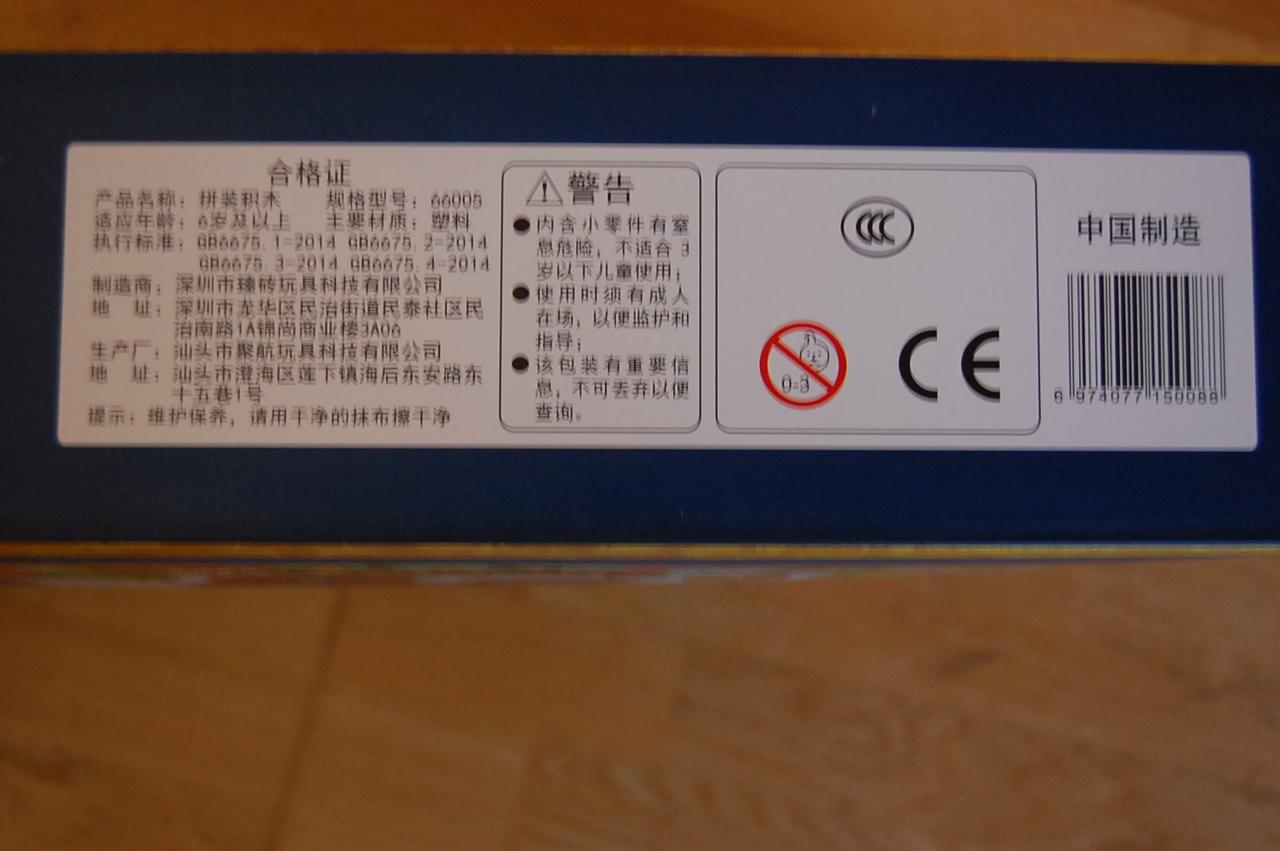 合格证
产品名称：拼装积木 规格型号：66005
适应年龄：6岁及以上 主要材质：塑料
执行标准：GB6675.1-2014 GB6675.2-2014
GB6675.3-2014 GB6675.4-2014
制造商：深圳市臻砖玩具科技有限公司
地 址：深圳市龙华区民治街道民泰社区民
治南路1A锦尚商业楼3A06
生产厂：汕头市聚航玩具科技有限公司
地 址：汕头市澄海区莲下镇海后东安路东
十五巷1号
提示：维护保养，请用干净的抹布擦干净
警告
●内含小零件有窒
息危险，不适合3
岁以下儿童使用；
●使用时须有成人
在场，以便监护和
指导；
●该包装有重要信
息，不可丢弃以便
查询。
CCC
0-3
CE
中国制造
6 974077 159988